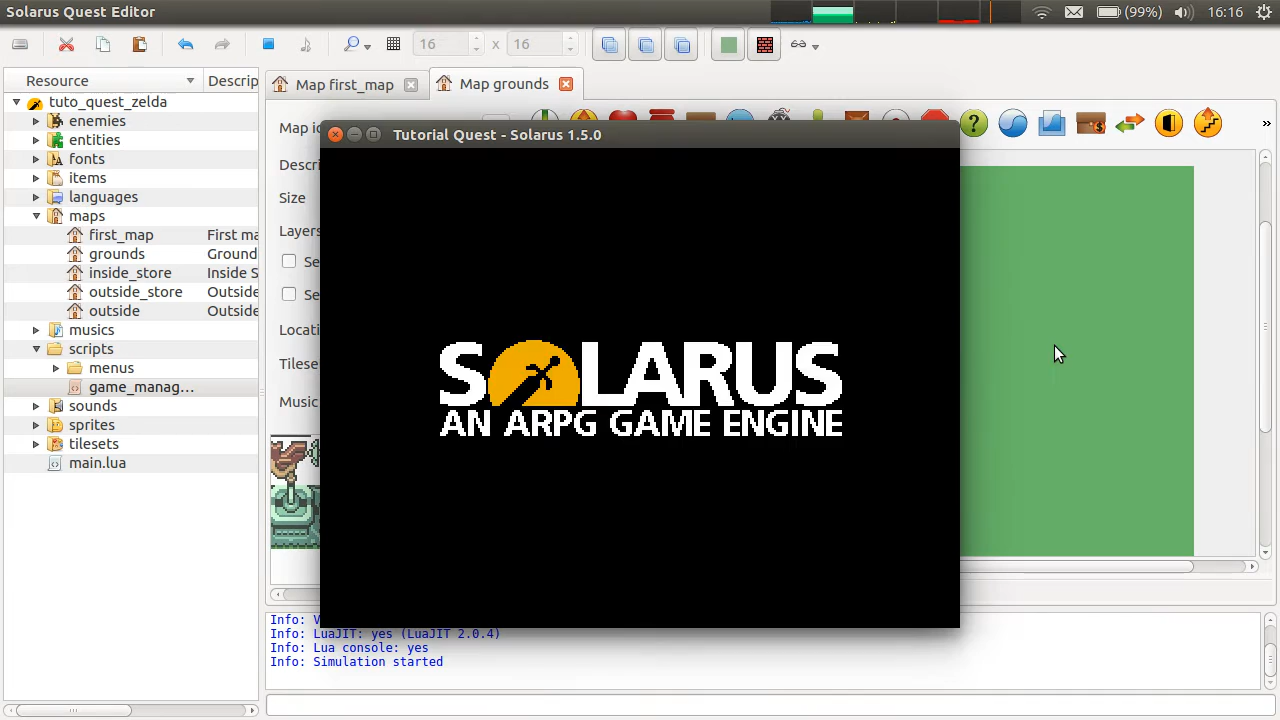 Solarus Quest Editor
(99%)
16:16
16 x 16
Resource
Descrip
Map first_map
Map grounds
tuto_quest_zelda
enemies
entities
fonts
items
languages
maps
first_map
First ma
grounds
Ground
inside_store
Inside S
outside_store
Outside
outside
Outside
musics
scripts
menus
game_manag...
sounds
sprites
tilesets
main.lua
Map ic
Descri
Size
Layers
Se
Se
Locati
Tileset
Music
»
Tutorial Quest - Solarus 1.5.0
SOLARUS
AN ARPG GAME ENGINE
Info: V
Info: LuaJIT: yes (LuaJIT 2.0.4)
Info: Lua console: yes
Info: Simulation started